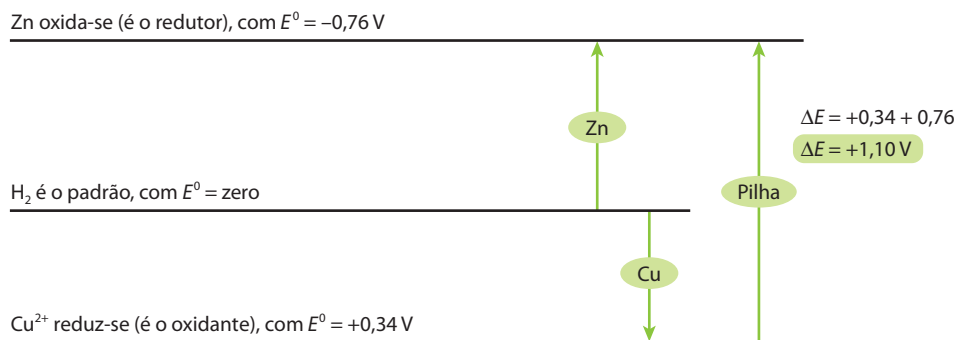 Zn oxida-se (é o redutor), com E⁰ = –0,76 V
Zn
ΔE = +0,34 + 0,76
ΔE = +1,10 V
H₂ é o padrão, com E⁰ = zero
Pilha
Cu
Cu²⁺ reduz-se (é o oxidante), com E⁰ = +0,34 V